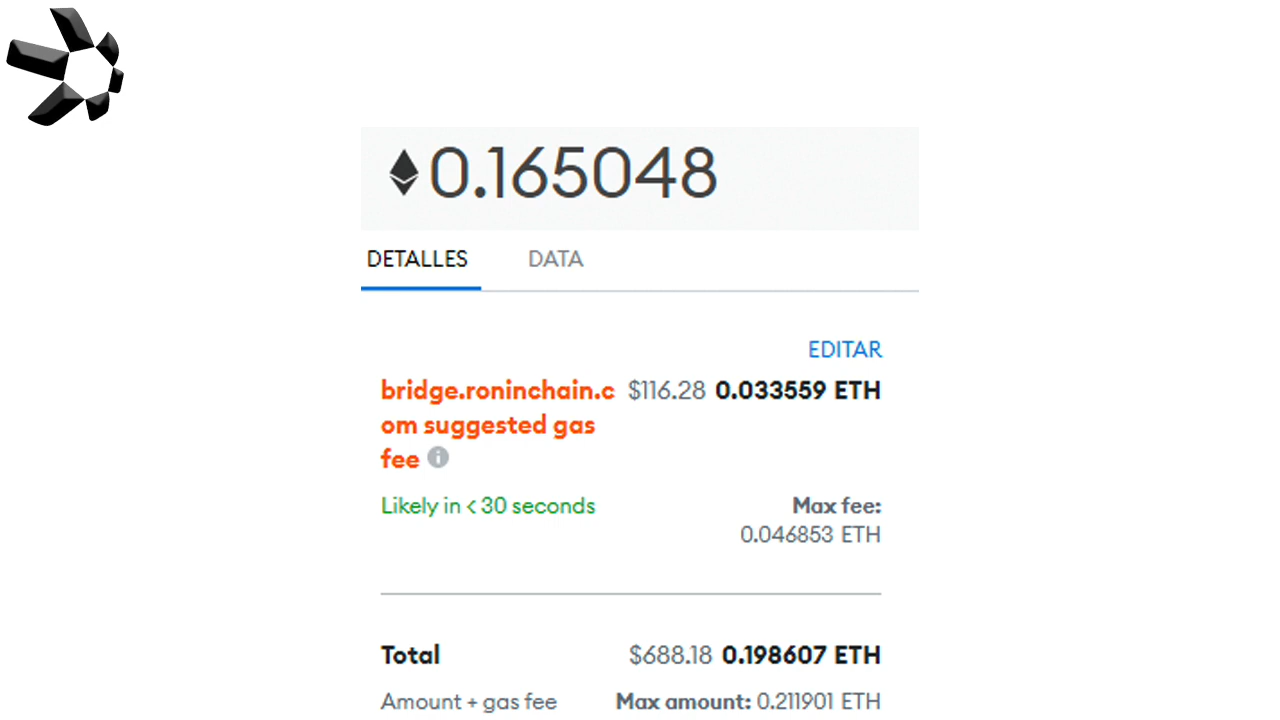 0.165048
DETALLES DATA
EDITAR
bridge.roninchain.c $116.28 0.033559 ETH
om suggested gas
fee
Likely in < 30 seconds Max fee:
0.046853 ETH
Total $688.18 0.198607 ETH
Amount + gas fee Max amount: 0.211901 ETH